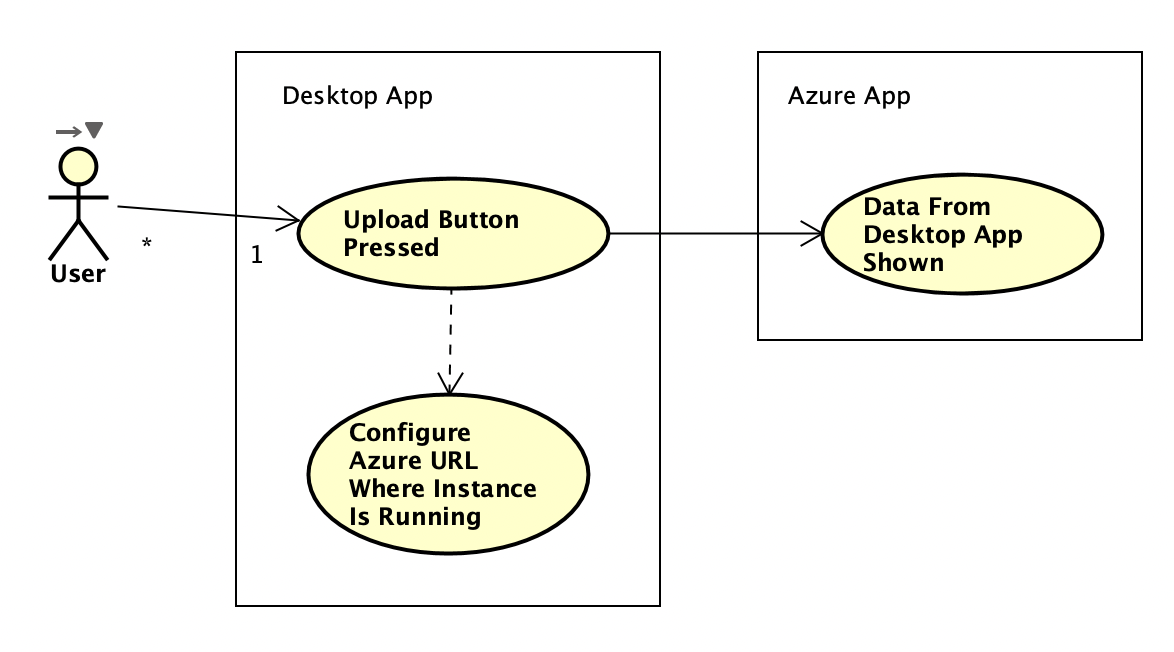 Desktop App
Azure App
User
*
1
Upload Button
Pressed
Data From
Desktop App
Shown
Configure
Azure URL
Where Instance
Is Running